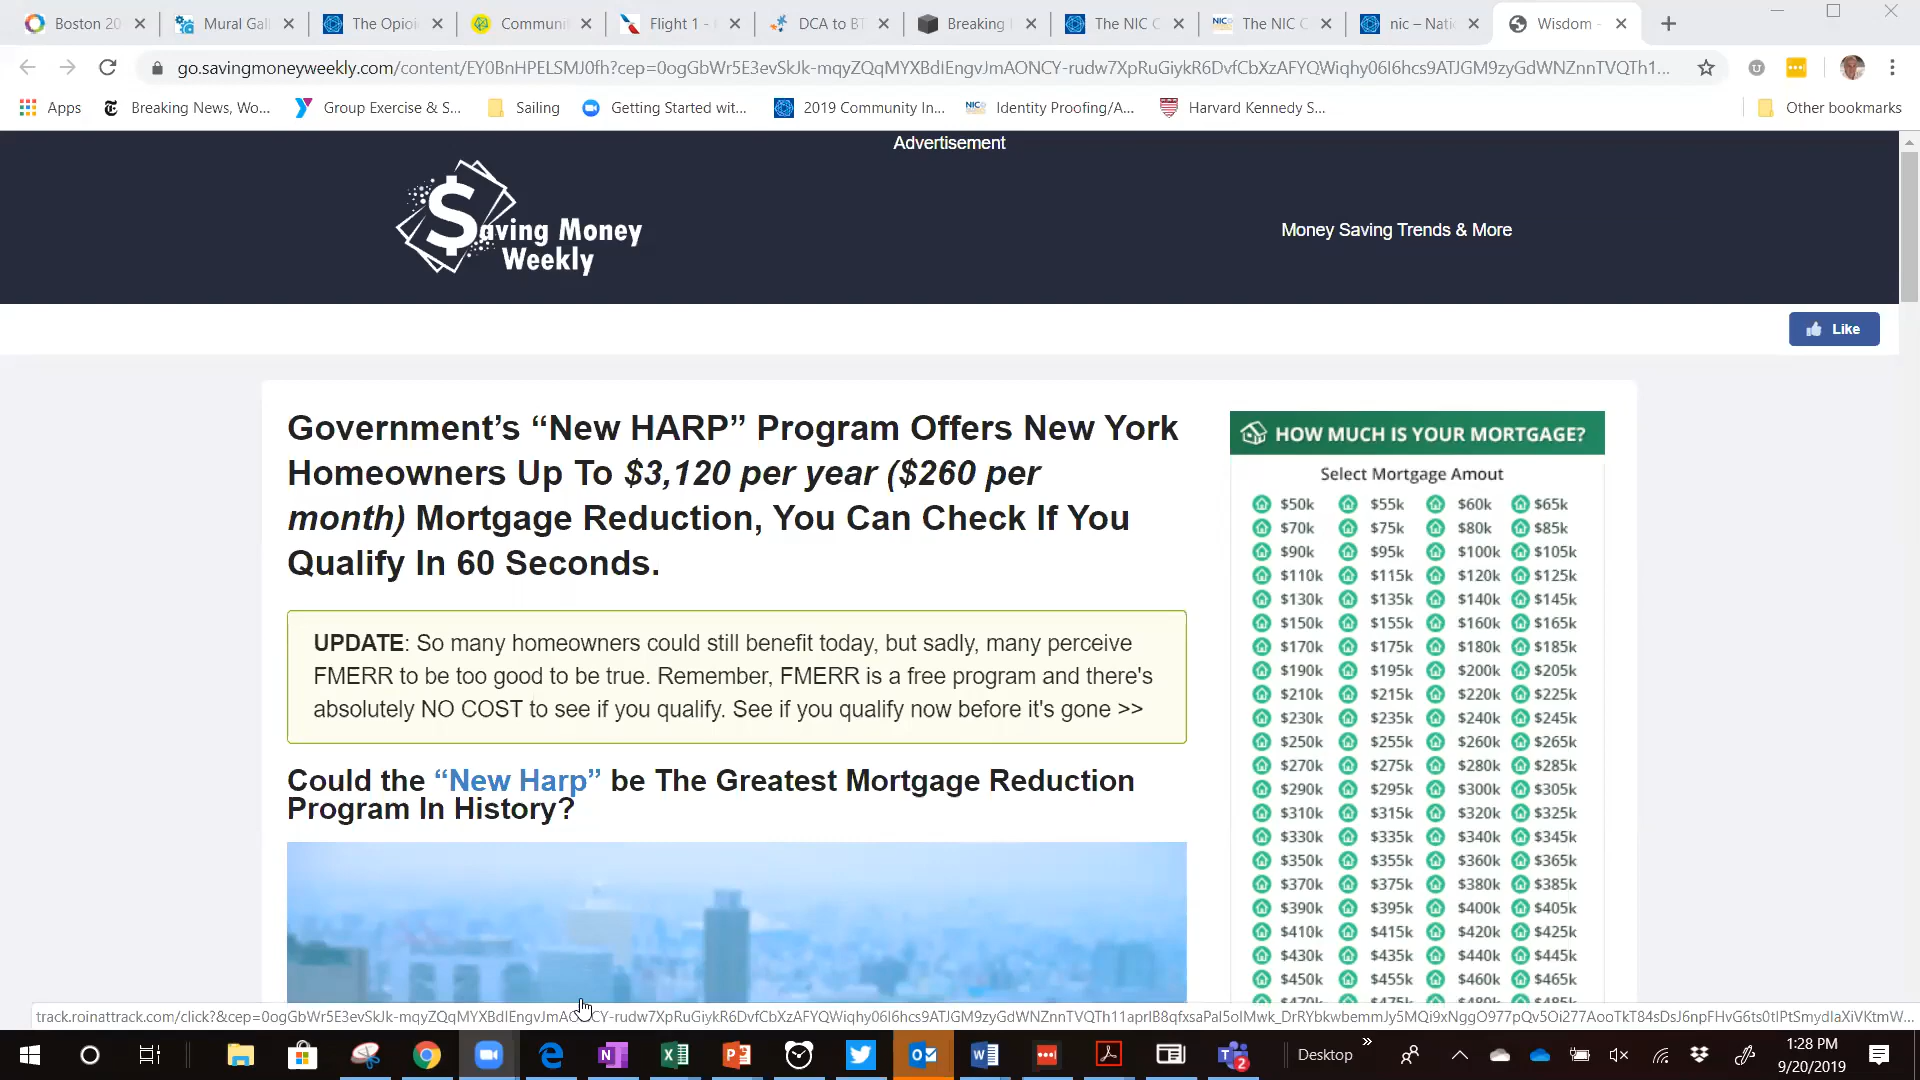 Boston 20
Mural Gall
The Opioi
Communi
Flight 1 -
DCA to BT
Breaking
The NIC C
The NIC C
nic – Natio
Wisdom -
go.savingmoneyweekly.com/content/
Apps
Breaking News, Wo...
Group Exercise & S...
Sailing
Getting Started wit...
2019 Community In...
Identity Proofing/A...
Harvard Kennedy S...
Other bookmarks
Advertisement
Saving Money
Weekly
Money Saving Trends & More
Like
Government's “New HARP” Program Offers New York
Homeowners Up To $3,120 per year ($260 per
month) Mortgage Reduction, You Can Check If You
Qualify In 60 Seconds.
UPDATE: So many homeowners could still benefit today, but sadly, many perceive
FMERR to be too good to be true. Remember, FMERR is a free program and there's
absolutely NO COST to see if you qualify. See if you qualify now before it's gone >>
Could the “New Harp” be The Greatest Mortgage Reduction
Program In History?
HOW MUCH IS YOUR MORTGAGE?
Select Mortgage Amout
$50k $55k $60k $65k
$70k $75k $80k $85k
$90k $95k $100k $105k
$110k $115k $120k $125k
$130k $135k $140k $145k
$150k $155k $160k $165k
$170k $175k $180k $185k
$190k $195k $200k $205k
$210k $215k $220k $225k
$230k $235k $240k $245k
$250k $255k $260k $265k
$270k $275k $280k $285k
$290k $295k $300k $305k
$310k $315k $320k $325k
$330k $335k $340k $345k
$350k $355k $360k $365k
$370k $375k $380k $385k
$390k $395k $400k $405k
$410k $415k $420k $425k
$430k $435k $440k $445k
$450k $455k $460k $465k
$470k $475k $480k $485k
Desktop
1:28 PM
9/20/2019